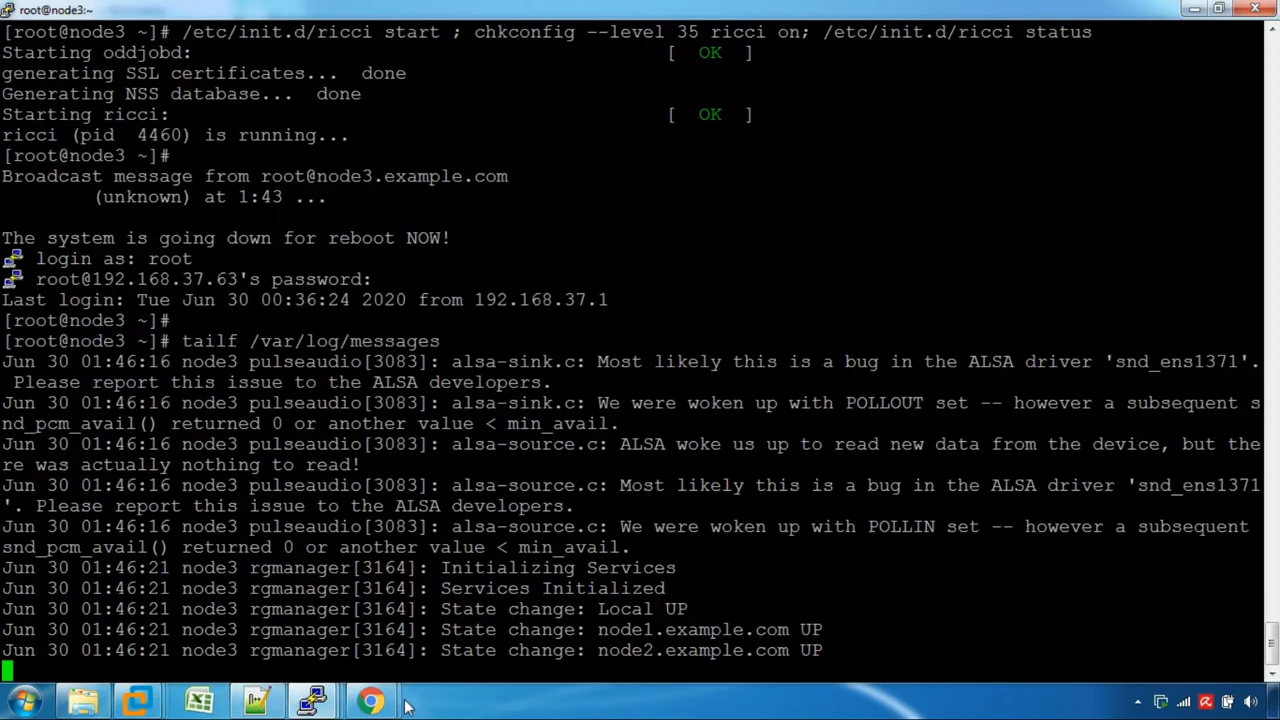 root@node3:~
[root@node3 ~]# /etc/init.d/ricci start ; chkconfig --level 35 ricci on; /etc/init.d/ricci status
Starting oddjobd:                                          [  OK  ]
generating SSL certificates...  done
Generating NSS database...  done
Starting ricci:                                            [  OK  ]
ricci (pid  4460) is running...
[root@node3 ~]#
Broadcast message from root@node3.example.com
        (unknown) at 1:43 ...
The system is going down for reboot NOW!
login as: root
root@192.168.37.63's password:
Last login: Tue Jun 30 00:36:24 2020 from 192.168.37.1
[root@node3 ~]#
[root@node3 ~]# tailf /var/log/messages
Jun 30 01:46:16 node3 pulseaudio[3083]: alsa-sink.c: Most likely this is a bug in the ALSA driver 'snd_ens1371'.
 Please report this issue to the ALSA developers.
Jun 30 01:46:16 node3 pulseaudio[3083]: alsa-sink.c: We were woken up with POLLOUT set -- however a subsequent s
nd_pcm_avail() returned 0 or another value < min_avail.
Jun 30 01:46:16 node3 pulseaudio[3083]: alsa-source.c: ALSA woke us up to read new data from the device, but the
re was actually nothing to read!
Jun 30 01:46:16 node3 pulseaudio[3083]: alsa-source.c: Most likely this is a bug in the ALSA driver 'snd_ens1371
'. Please report this issue to the ALSA developers.
Jun 30 01:46:16 node3 pulseaudio[3083]: alsa-source.c: We were woken up with POLLIN set -- however a subsequent
snd_pcm_avail() returned 0 or another value < min_avail.
Jun 30 01:46:21 node3 rgmanager[3164]: Initializing Services
Jun 30 01:46:21 node3 rgmanager[3164]: Services Initialized
Jun 30 01:46:21 node3 rgmanager[3164]: State change: Local UP
Jun 30 01:46:21 node3 rgmanager[3164]: State change: node1.example.com UP
Jun 30 01:46:21 node3 rgmanager[3164]: State change: node2.example.com UP